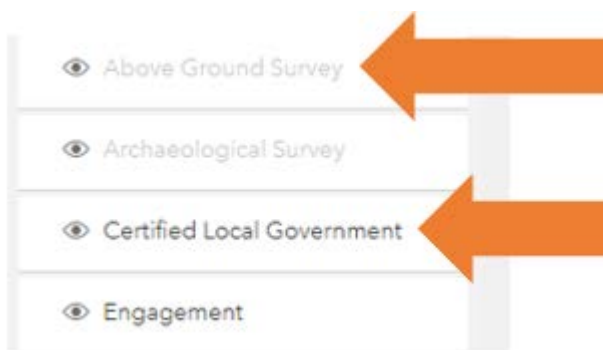 Above Ground Survey
Archaeological Survey
Certified Local Government
Engagement